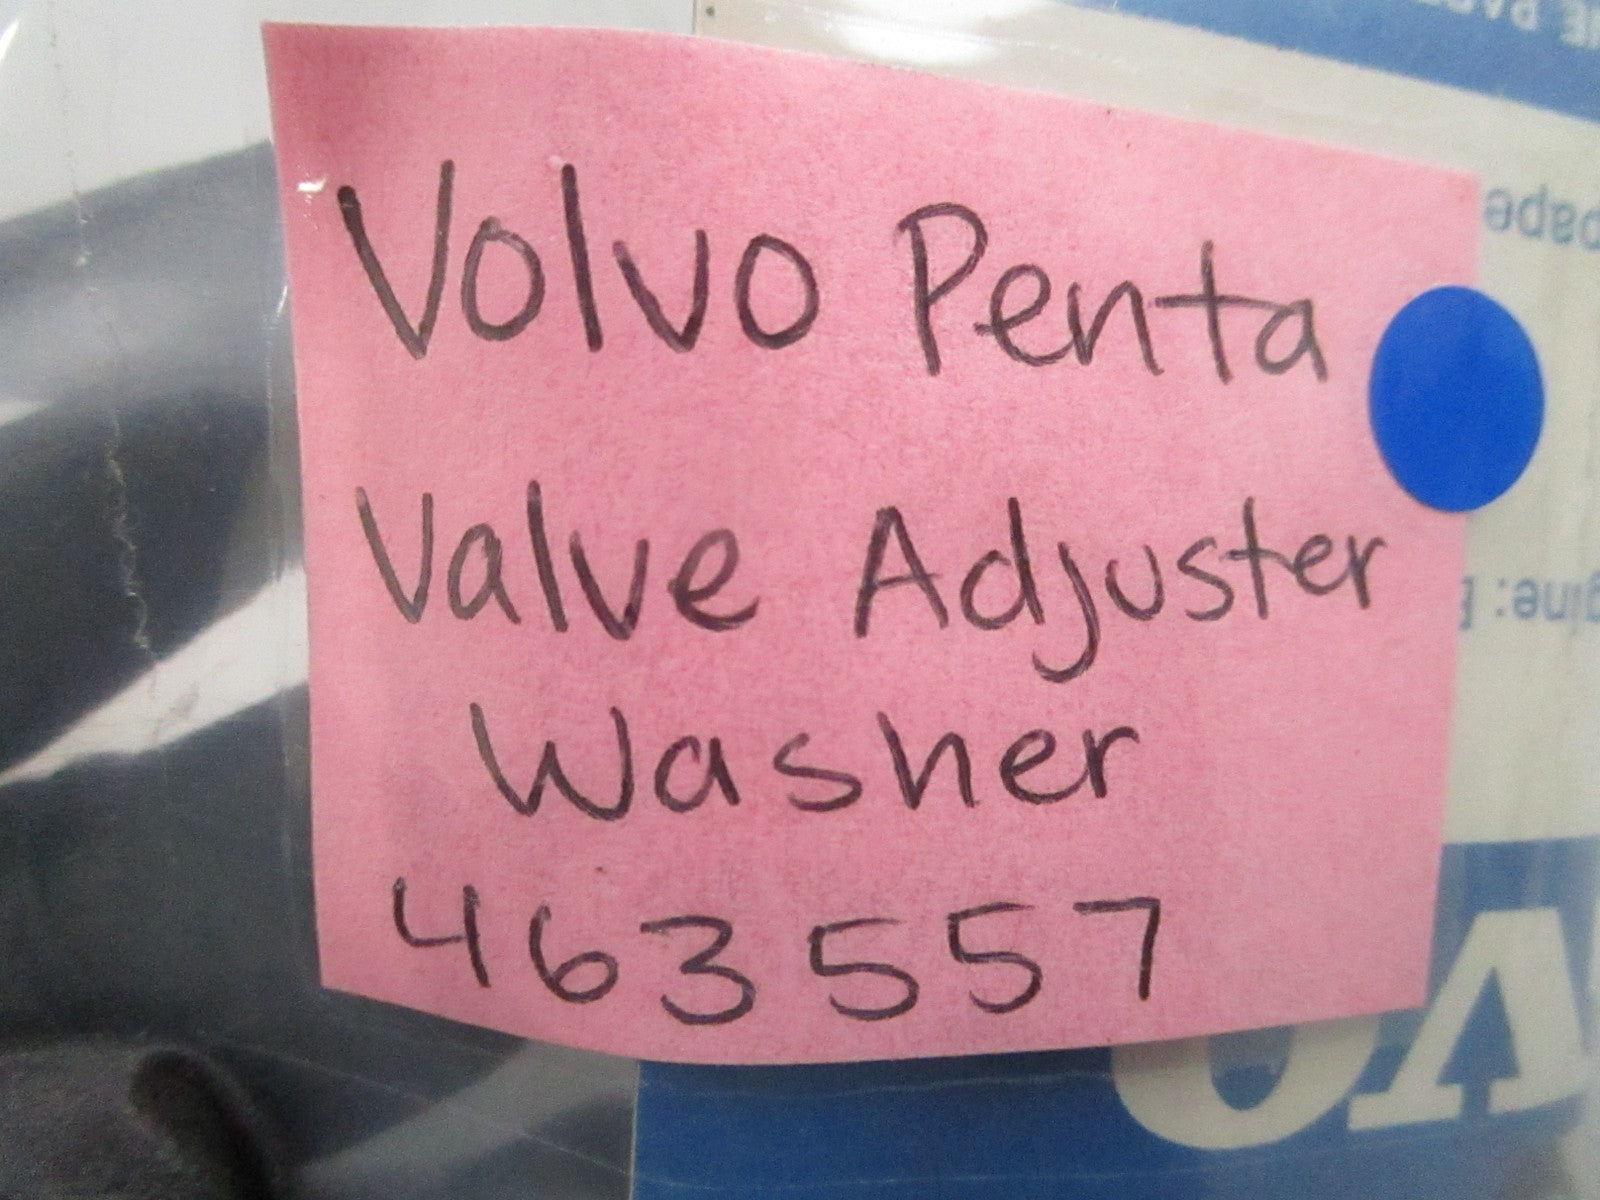 Volvo Penta
Valve Adjuster
Washer
463557